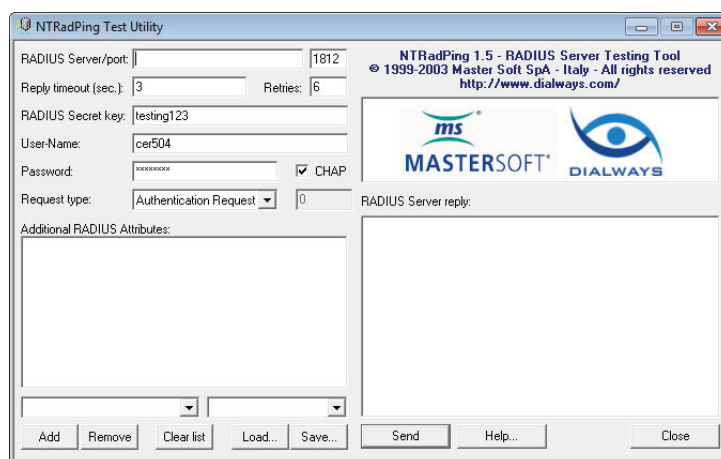 NTRadPing Test Utility
RADIUS Server/port: 1812
Reply timeout (sec.): 3 Retries: 6
RADIUS Secret key: testing123
User-Name: cer504
Password: ******** CHAP
Request type: Authentication Request 0
Additional RADIUS Attributes:
Add Remove Clear list Load... Save...
NTRadPing 1.5 - RADIUS Server Testing Tool
© 1999-2003 Master Soft SpA - Italy - All rights reserved
http://www.dialways.com/
ms
MASTERSOFT®
DIALWAYS
RADIUS Server reply:
Send Help... Close